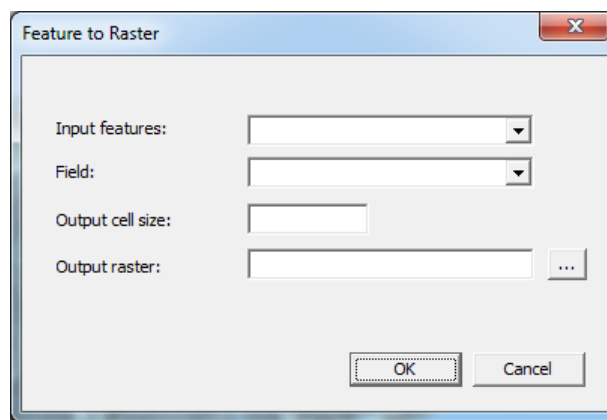 Feature to Raster
Input features:
Field:
Output cell size:
Output raster:
...
OK
Cancel